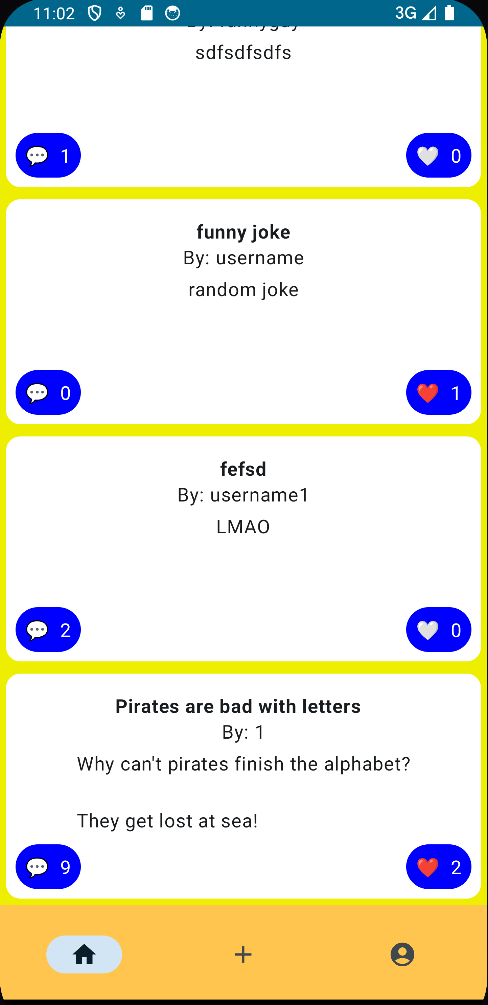 11:02
3G
By: funnyguy
sdfsdfsdfs
1
0
funny joke
By: username
random joke
0
1
fefsd
By: username1
LMAO
2
0
Pirates are bad with letters
By: 1
Why can't pirates finish the alphabet?
They get lost at sea!
9
2